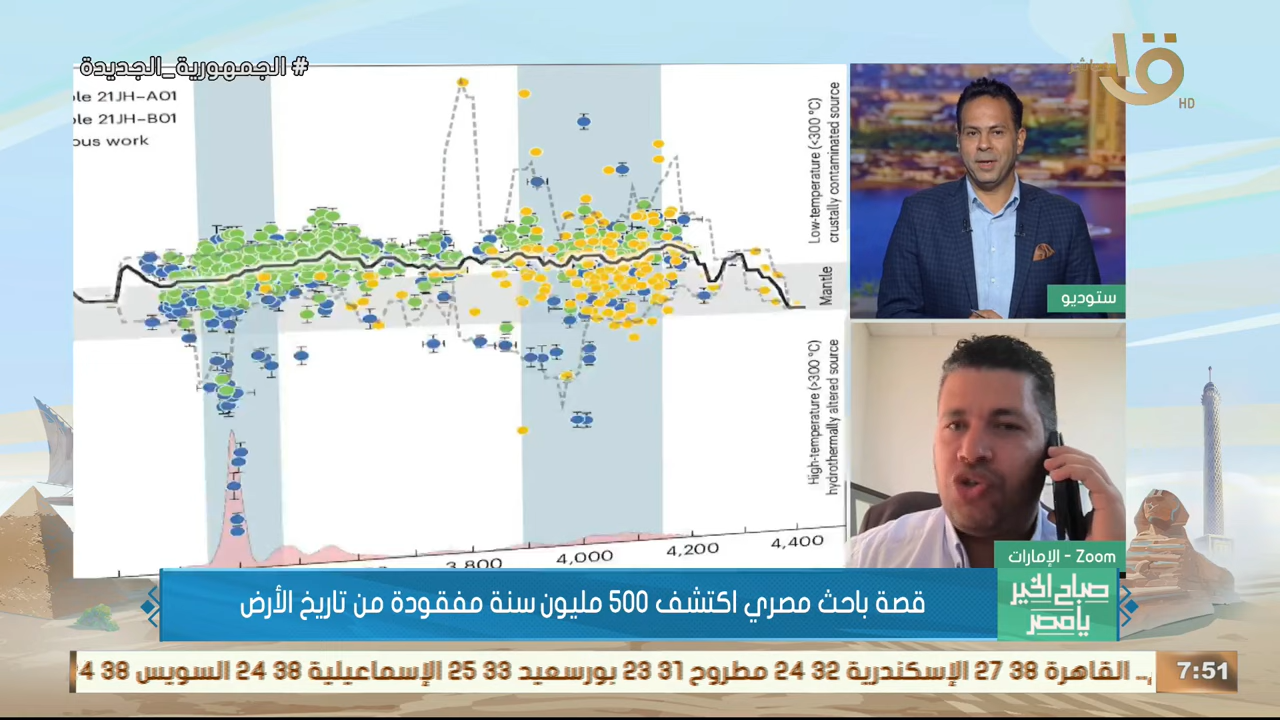 # الجمهورية_الجديدة
HD
ple 21JH-A01
ple 21JH-B01
ous work
Low-temperature (<300 °C)
crustally contaminated source
Mantle
High-temperature (>300 °C)
hydrothermally altered source
3,800
4,000
4,200
4,400
ستوديو
Zoom - الإمارات
صباح الخير
يا مصر
قصة باحث مصري اكتشف 500 مليون سنة مفقودة من تاريخ الأرض
القاهرة 38 27 الإسكندرية 32 24 مطروح 31 23 بورسعيد 33 25 الإسماعيلية 38 24 السويس 38 24
7:51